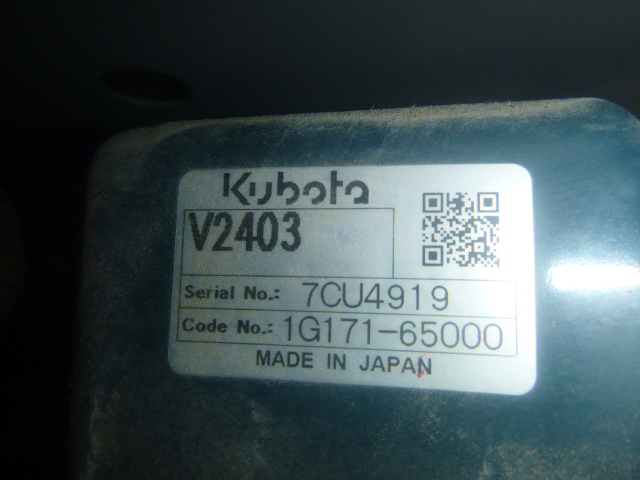 Kubota
V2403
Serial No.: 7CU4919
Code No.: 1G171-65000
MADE IN JAPAN